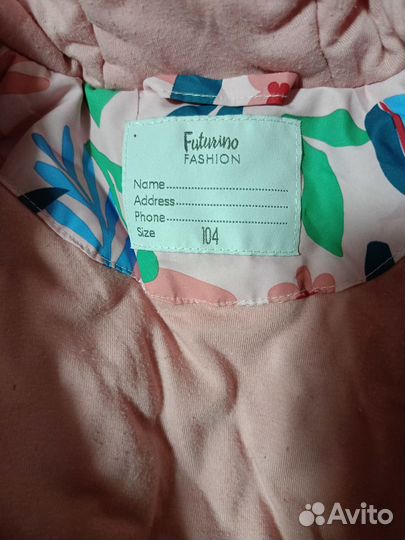 Futurino
FASHION
Name..............................
Address..........................
Phone............................
Size 104
Avito